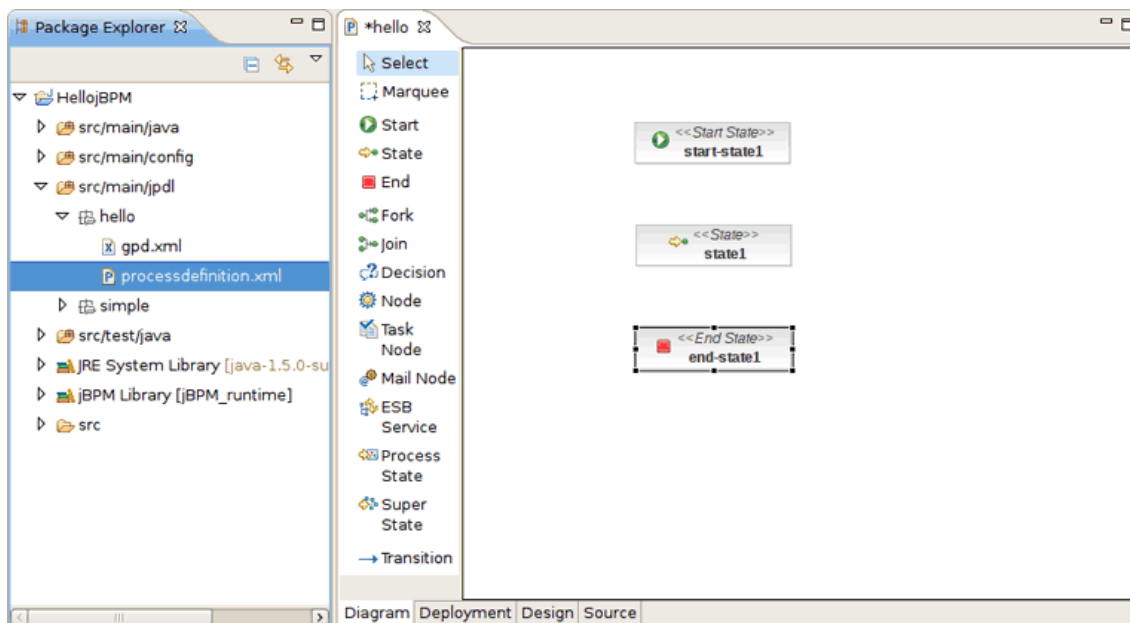 Package Explorer
HellojBPM
src/main/java
src/main/config
src/main/jpdl
hello
gpd.xml
processdefinition.xml
simple
src/test/java
JRE System Library [java-1.5.0-su
jBPM Library [jBPM_runtime]
src
*hello
Select
Marquee
Start
State
End
Fork
Join
Decision
Node
Task
Node
Mail Node
ESB
Service
Process
State
Super
State
Transition
<<Start State>>
start-state1
<<State>>
state1
<<End State>>
end-state1
Diagram Deployment Design Source